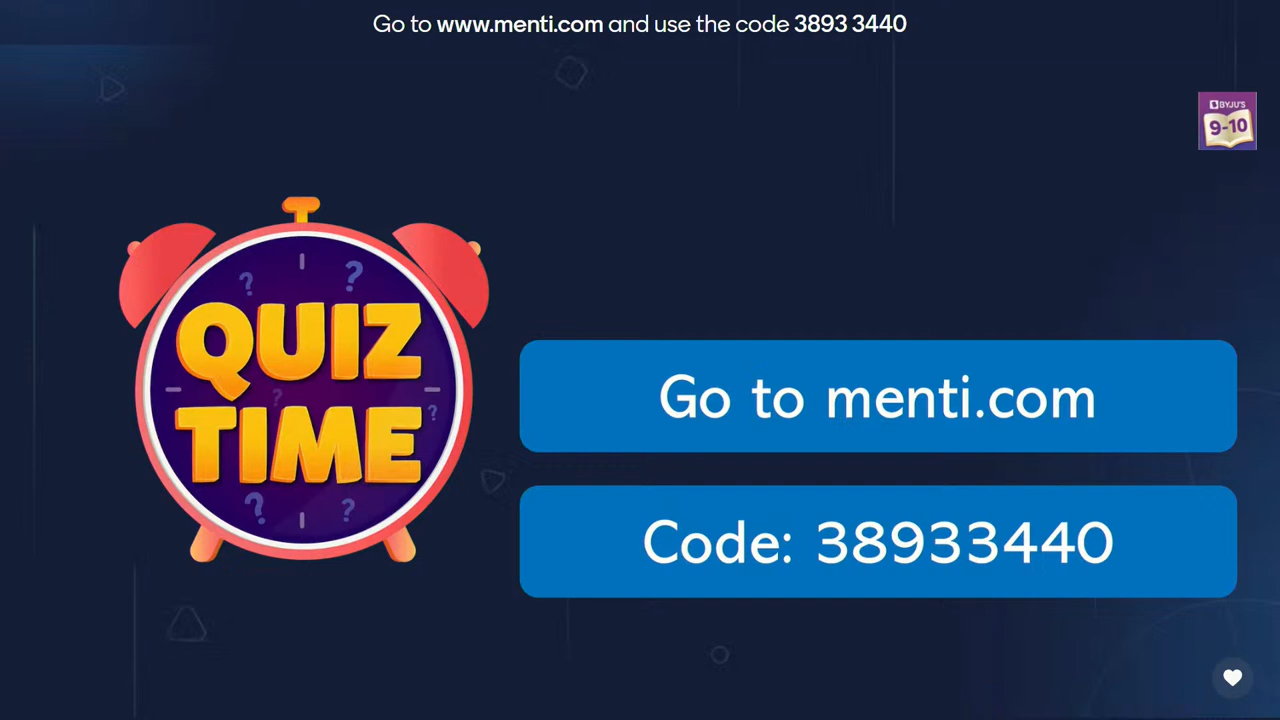 Go to www.menti.com and use the code 3893 3440
BYJU'S
9-10
? ?
QUIZ
? ?
TIME
? ?
Go to menti.com
Code: 38933440